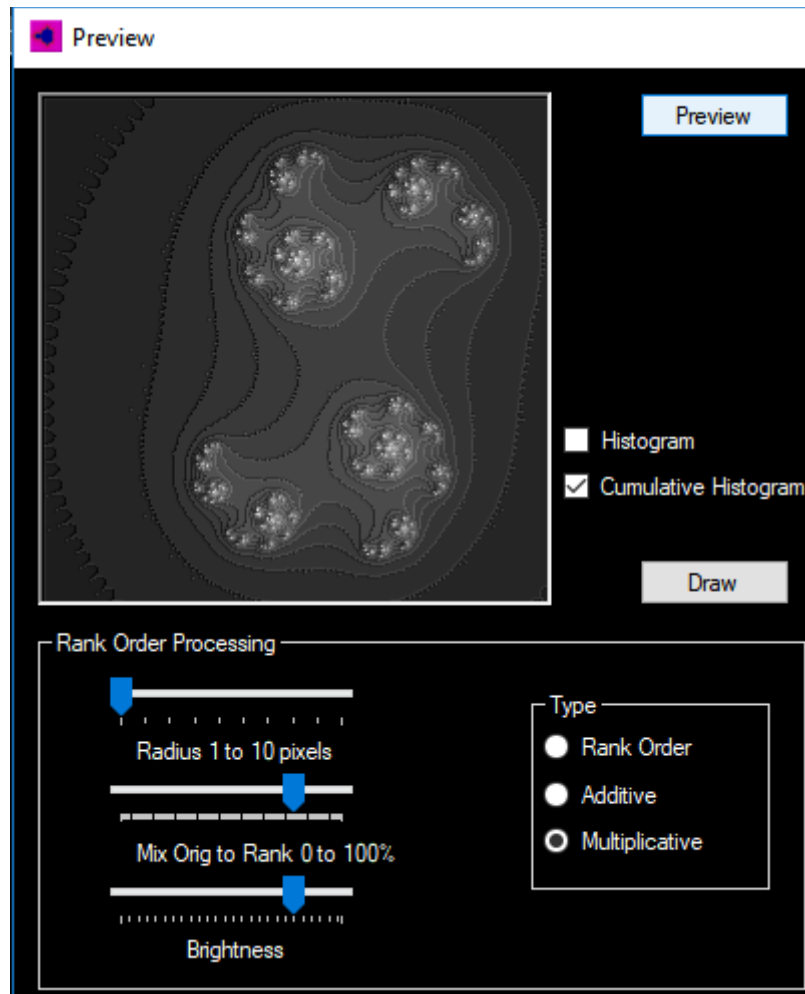 Preview
Preview
Histogram
Cumulative Histogram
Draw
Rank Order Processing
Radius 1 to 10 pixels
Mix Orig to Rank 0 to 100%
Brightness
Type
Rank Order
Additive
Multiplicative